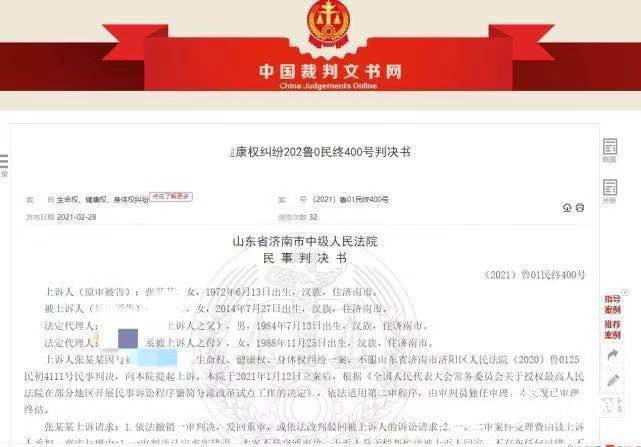 中国裁判文书网
China Judgements Online
康权纠纷202鲁0民终400号判决书
概要
录
案 由 生命权、健康权、身体权纠纷 点击了解更多 案 号 (2021)鲁01民终400号
关联
发布日期 2021-02-28 浏览次数 32
山东省济南市中级人民法院
民 事 判 决 书
(2021)鲁01民终400号
上诉人(原审被告):张 女,1972年6月13日出生,汉族,住济南市。
被上诉人( 女,2014年7月27日出生,汉族,住济南市。
法定代理人: 上诉人之父),男,1984年7月13日出生,汉族,住济南市。
法定代理人: 系被上诉人之母),女,1988年11月25日出生,汉族,住济南市。
指导
案例
推荐
案例
上诉人张某某因与 生命权、健康权、身体权纠纷一案,不服山东省济南市济阳区人民法院(2020)鲁0125
民初4111号民事判决,向本院提起上诉。本院于2021年1月12日立案后,根据《全国人民代表大会常务委员会关于授权最高人民
法院在部分地区开展民事诉讼程序繁简分流改革试点工作的决定》,依法适用第二审程序,由审判员独任审理, 现已审理
终结。
张某某上诉请求:1.依法撤销一审判决,发回重审,或依法改判驳回被上诉人的诉讼请求;2.一、二审案件受理费由被上诉